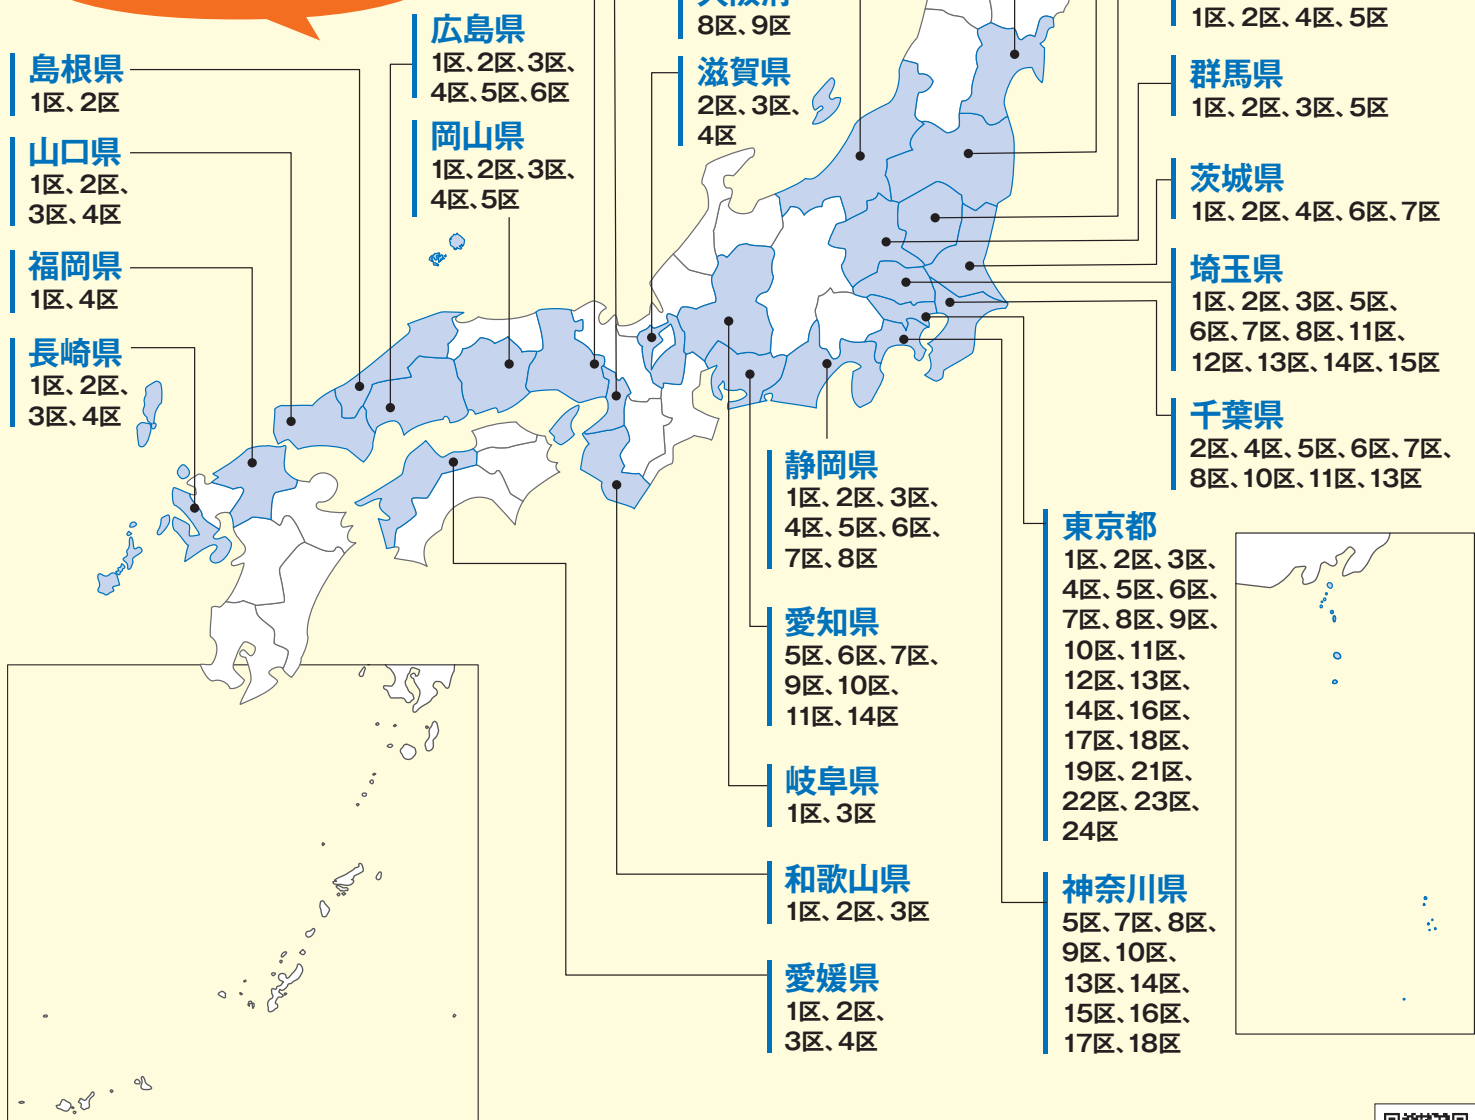 島根県
1区、2区
山口県
1区、2区、
3区、4区
福岡県
1区、4区
長崎県
1区、2区、
3区、4区
広島県
1区、2区、3区、
4区、5区、6区
岡山県
1区、2区、3区、
4区、5区
大阪府
8区、9区
滋賀県
2区、3区、
4区
静岡県
1区、2区、3区、
4区、5区、6区、
7区、8区
愛知県
5区、6区、7区、
9区、10区、
11区、14区
岐阜県
1区、3区
和歌山県
1区、2区、3区
愛媛県
1区、2区、
3区、4区
1区、2区、4区、5区
群馬県
1区、2区、3区、5区
茨城県
1区、2区、4区、6区、7区
埼玉県
1区、2区、3区、5区、
6区、7区、8区、11区、
12区、13区、14区、15区
千葉県
2区、4区、5区、6区、7区、
8区、10区、11区、13区
東京都
1区、2区、3区、
4区、5区、6区、
7区、8区、9区、
10区、11区、
12区、13区、
14区、16区、
17区、18区、
19区、21区、
22区、23区、
24区
神奈川県
5区、7区、8区、
9区、10区、
13区、14区、
15区、16区、
17区、18区